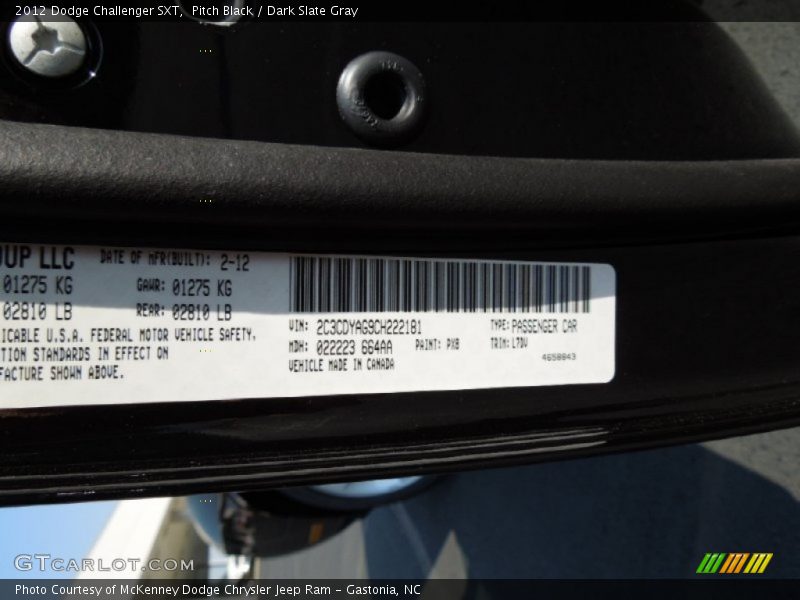 2012 Dodge Challenger SXT, Pitch Black / Dark Slate Gray
OUP LLC DATE OF MFR(BUILT): 2-12
01275 KG GAWR: 01275 KG
02810 LB REAR: 02810 LB
ICABLE U.S.A. FEDERAL MOTOR VEHICLE SAFETY,
TION STANDARDS IN EFFECT ON
FACTURE SHOWN ABOVE.
VIN: 2C3CDYAG9CH222181 TYPE: PASSENGER CAR
MDH: 022223 664AA PAINT: PX8 TRIM: L7DV
VEHICLE MADE IN CANADA 4658843
GTCARLOT.COM
Photo Courtesy of McKenney Dodge Chrysler Jeep Ram - Gastonia, NC